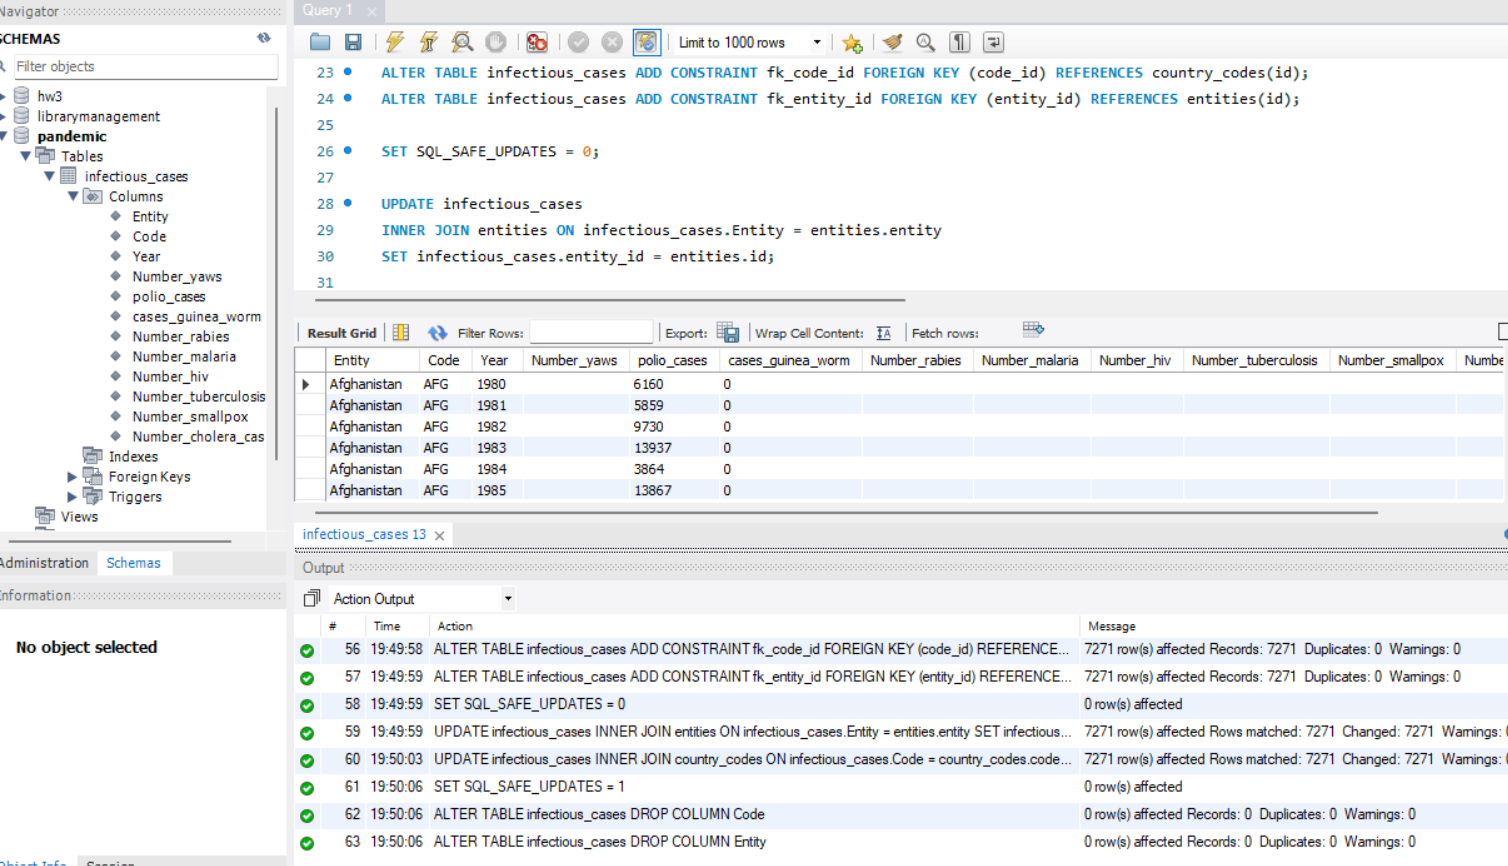 Navigator
SCHEMAS
Filter objects
hw3
librarymanagement
pandemic
Tables
infectious_cases
Columns
Entity
Code
Year
Number_yaws
polio_cases
cases_guinea_worm
Number_rabies
Number_malaria
Number_hiv
Number_tuberculosis
Number_smallpox
Number_cholera_cas
Indexes
Foreign Keys
Triggers
Views
Administration Schemas
Information
No object selected
Object Info Session
Query 1
Limit to 1000 rows
23 ALTER TABLE infectious_cases ADD CONSTRAINT fk_code_id FOREIGN KEY (code_id) REFERENCES country_codes(id);
24 ALTER TABLE infectious_cases ADD CONSTRAINT fk_entity_id FOREIGN KEY (entity_id) REFERENCES entities(id);
25
26 SET SQL_SAFE_UPDATES = 0;
27
28 UPDATE infectious_cases
29 INNER JOIN entities ON infectious_cases.Entity = entities.entity
30 SET infectious_cases.entity_id = entities.id;
31
Result Grid Filter Rows: Export: Wrap Cell Content: Fetch rows:
Entity Code Year Number_yaws polio_cases cases_guinea_worm Number_rabies Number_malaria Number_hiv Number_tuberculosis Number_smallpox Numbe
Afghanistan AFG 1980 6160 0
Afghanistan AFG 1981 5859 0
Afghanistan AFG 1982 9730 0
Afghanistan AFG 1983 13937 0
Afghanistan AFG 1984 3864 0
Afghanistan AFG 1985 13867 0
infectious_cases 13
Output
Action Output
# Time Action Message
56 19:49:58 ALTER TABLE infectious_cases ADD CONSTRAINT fk_code_id FOREIGN KEY (code_id) REFERENCE... 7271 row(s) affected Records: 7271 Duplicates: 0 Warnings: 0
57 19:49:59 ALTER TABLE infectious_cases ADD CONSTRAINT fk_entity_id FOREIGN KEY (entity_id) REFERENCE... 7271 row(s) affected Records: 7271 Duplicates: 0 Warnings: 0
58 19:49:59 SET SQL_SAFE_UPDATES = 0 0 row(s) affected
59 19:49:59 UPDATE infectious_cases INNER JOIN entities ON infectious_cases.Entity = entities.entity SET infectious... 7271 row(s) affected Rows matched: 7271 Changed: 7271 Warnings:
60 19:50:03 UPDATE infectious_cases INNER JOIN country_codes ON infectious_cases.Code = country_codes.code... 7271 row(s) affected Rows matched: 7271 Changed: 7271 Warnings:
61 19:50:06 SET SQL_SAFE_UPDATES = 1 0 row(s) affected
62 19:50:06 ALTER TABLE infectious_cases DROP COLUMN Code 0 row(s) affected Records: 0 Duplicates: 0 Warnings: 0
63 19:50:06 ALTER TABLE infectious_cases DROP COLUMN Entity 0 row(s) affected Records: 0 Duplicates: 0 Warnings: 0